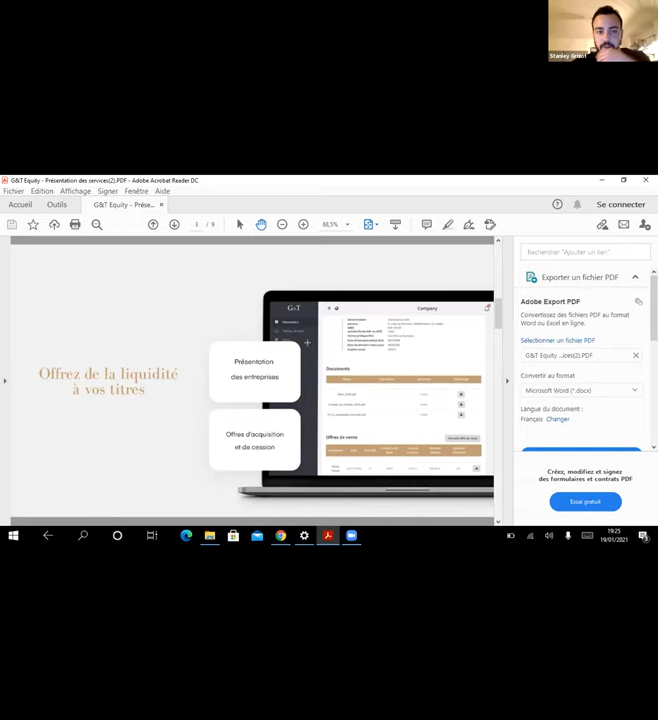 Stanley Grizot
G&T Equity - Présentation des services(2).PDF - Adobe Acrobat Reader DC
Fichier Edition Affichage Signer Fenêtre Aide
Accueil Outils G&T Equity - Prése... × Se connecter
3 / 9 68,5%
Rechercher "Ajouter un lien"
Exporter un fichier PDF
Adobe Export PDF
Convertissez des fichiers PDF au format
Word ou Excel en ligne.
Sélectionner un fichier PDF
G&T Equity ...ices(2).PDF
Convertir au format
Microsoft Word (*.docx)
Langue du document :
Français Changer
Créez, modifiez et signez
des formulaires et contrats PDF
Essai gratuit
Offrez de la liquidité
à vos titres
Présentation
des entreprises
Offres d'acquisition
et de cession
G&T
Company
Documents
Offres de vente
19:25
19/01/2021